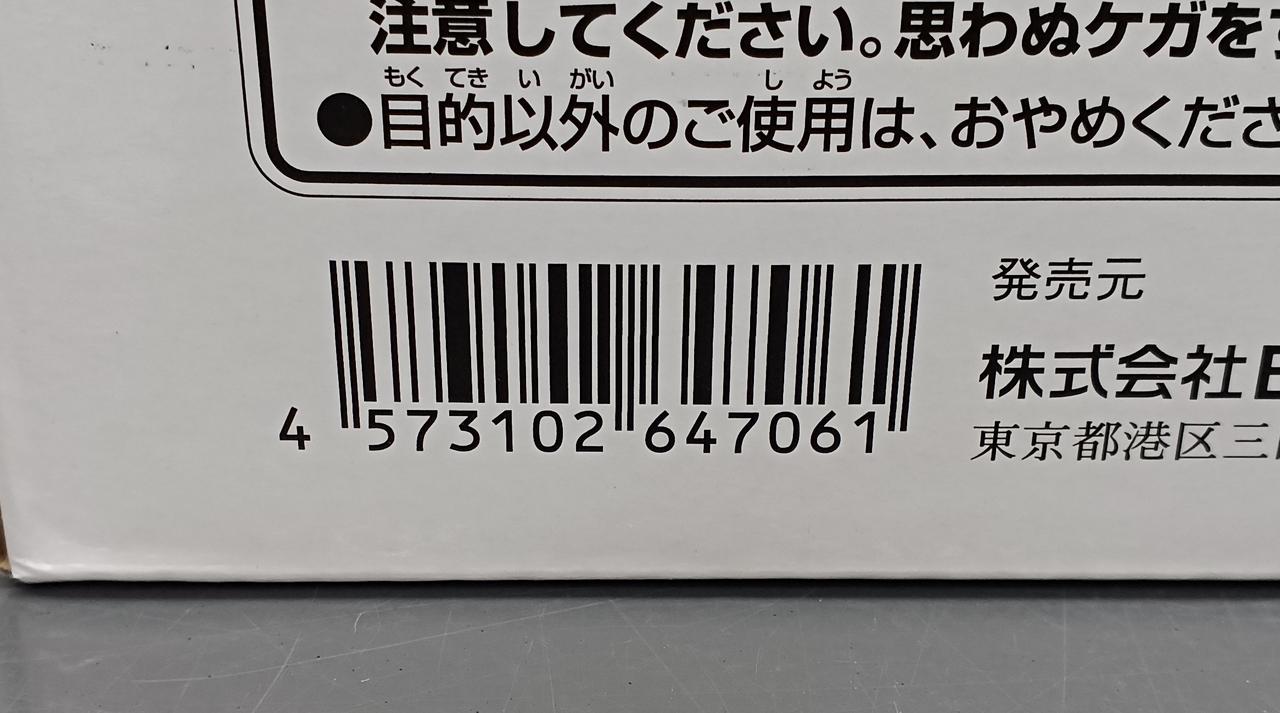 注意してください。思わぬケガを
もく てき い がい し よう
●目的以外のご使用は、おやめくださ
発売元
株式会社
東京都港区三
4 573102 647061